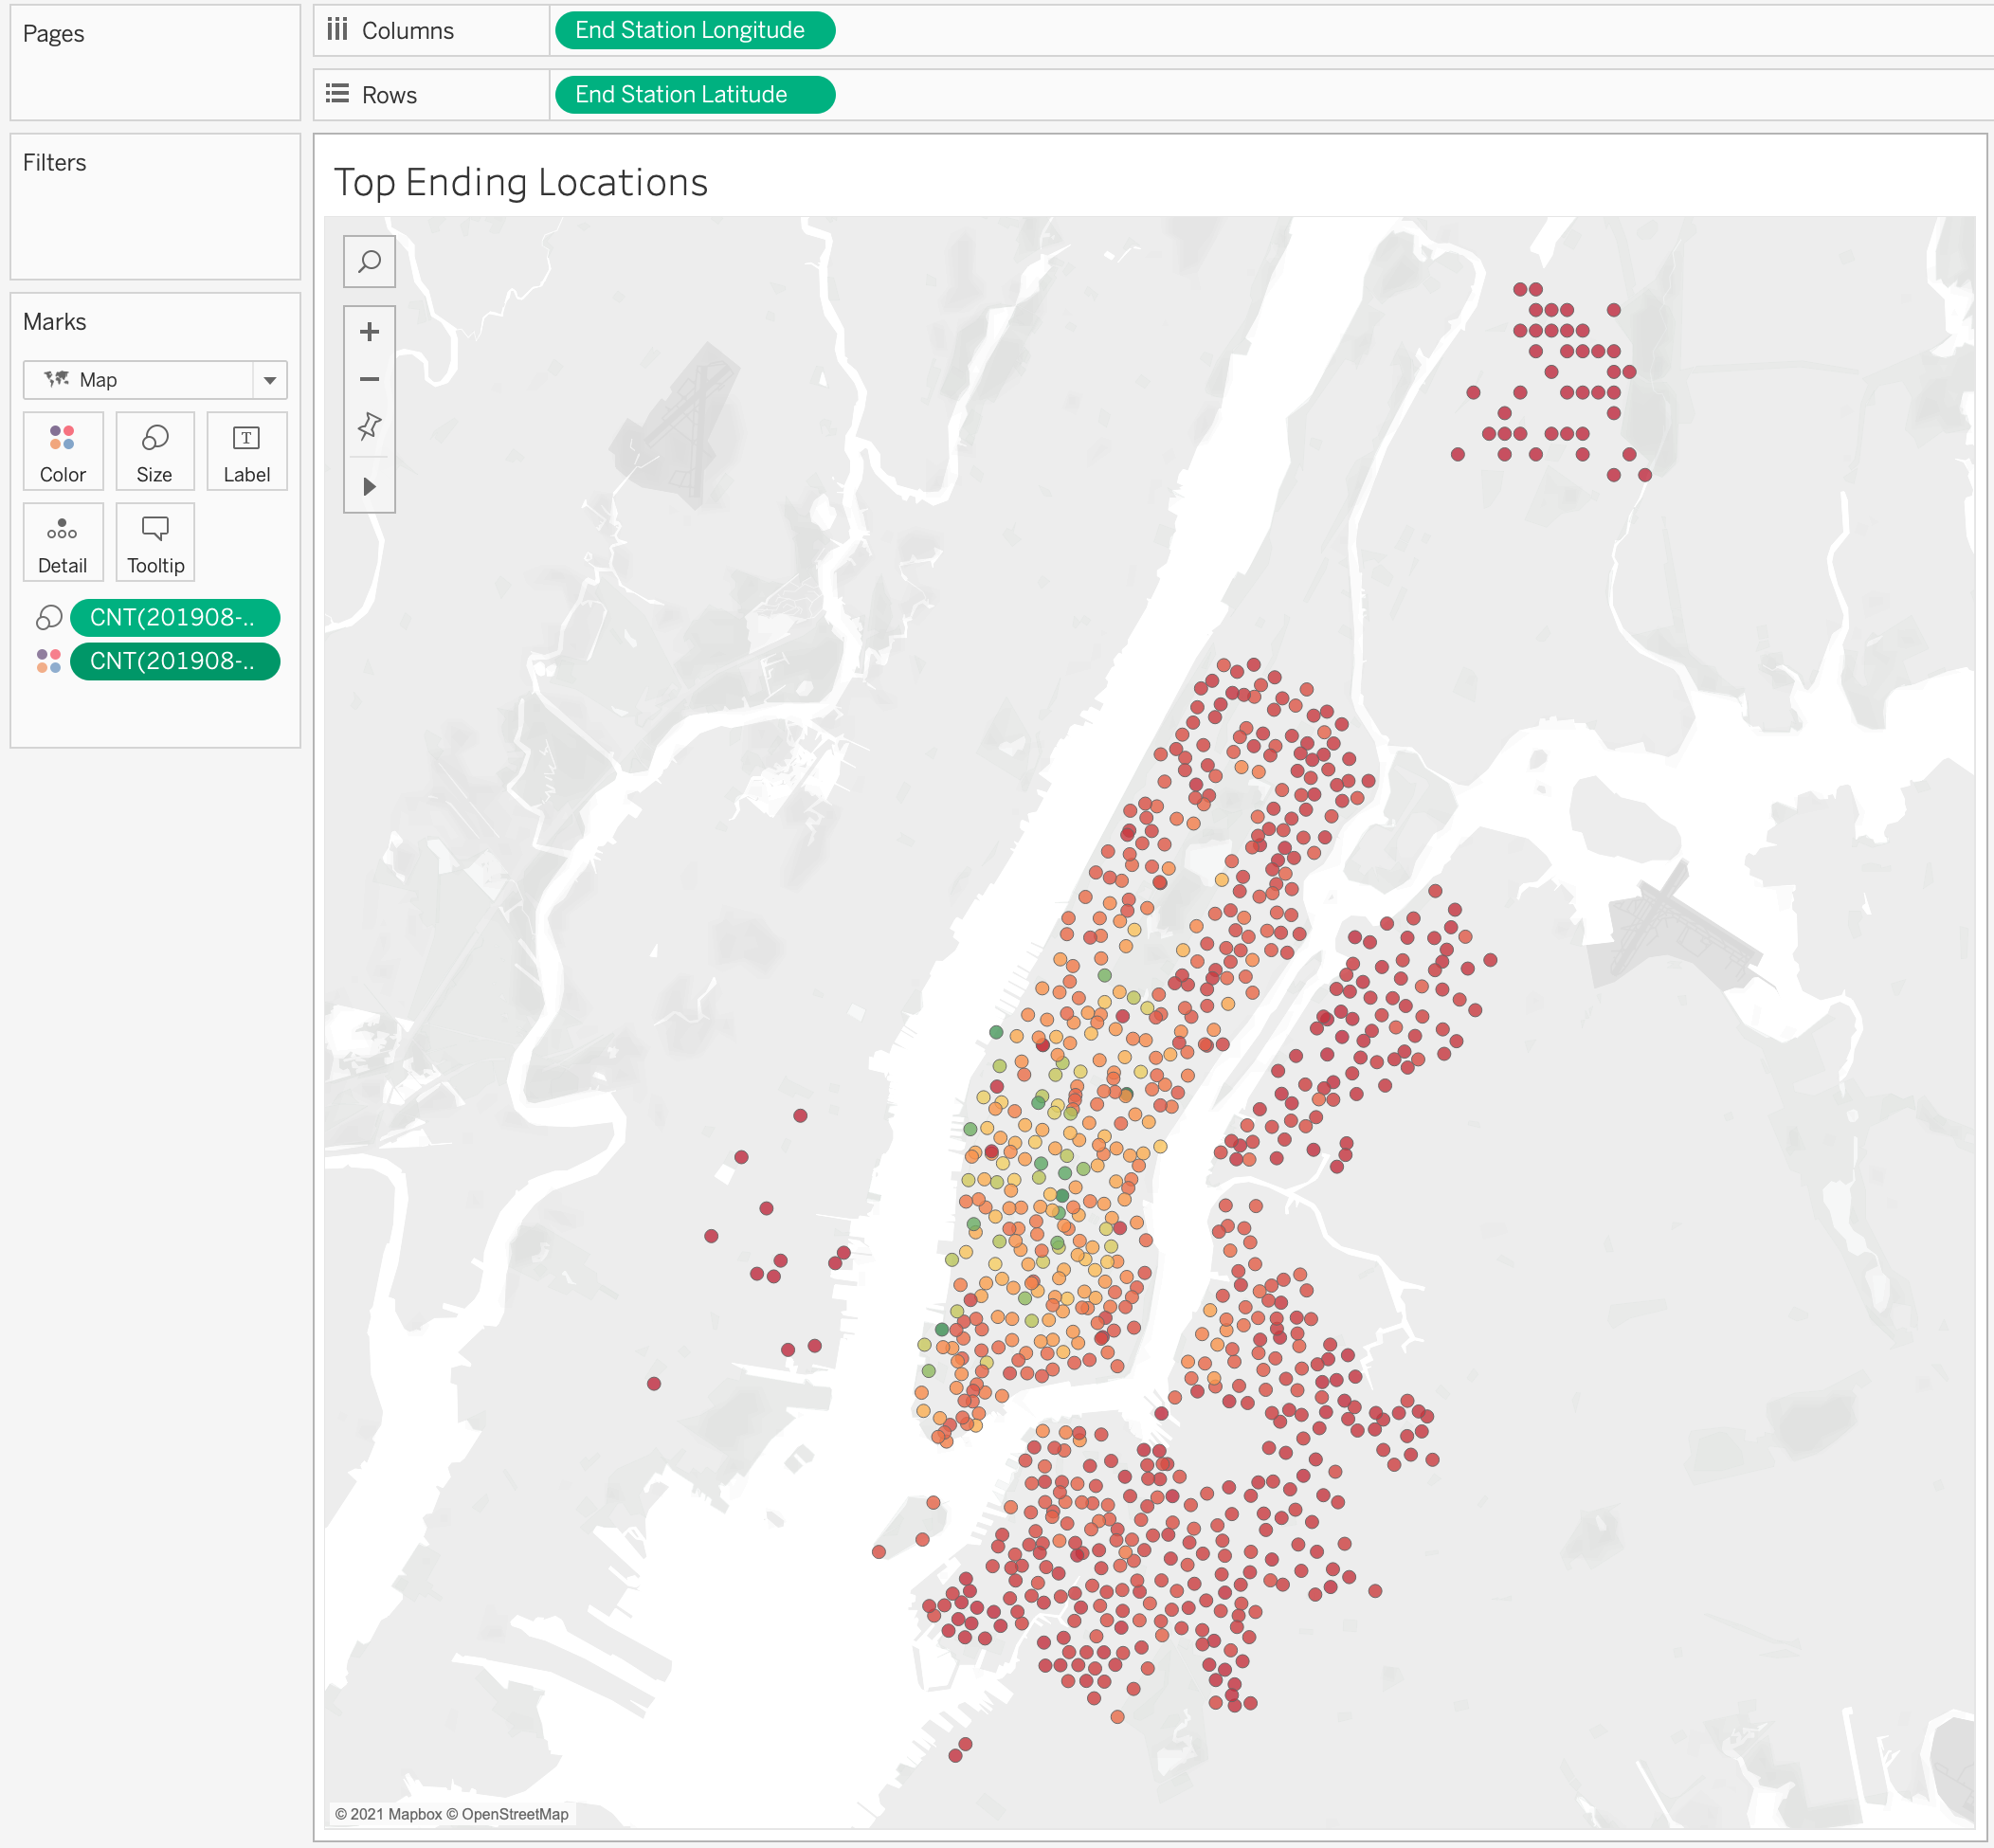 Pages
Columns
End Station Longitude
Rows
End Station Latitude
Filters
Top Ending Locations
Marks
Map
Color
Size
T
Label
Detail
Tooltip
CNT(201908-..
CNT(201908-..
© 2021 Mapbox © OpenStreetMap